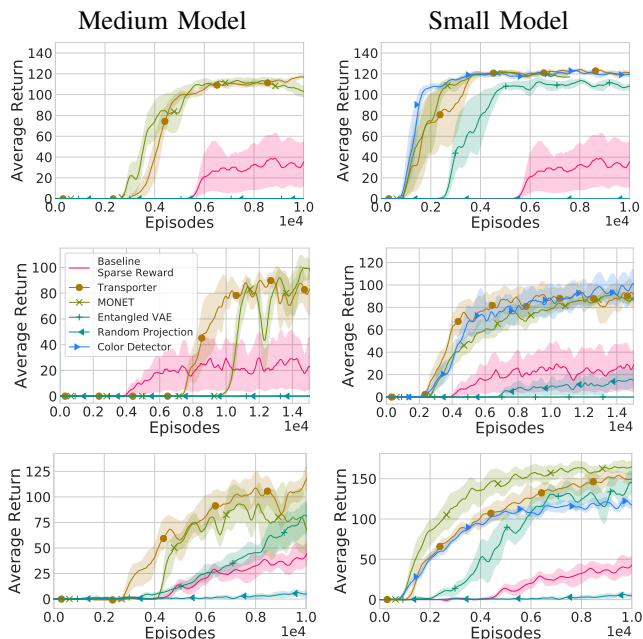 Medium Model
Small Model
Average Return
140
120
100
80
60
40
20
0
0.0 0.2 0.4 0.6 0.8 1.0
Episodes
1e4
Average Return
140
120
100
80
60
40
20
0
0.0 0.2 0.4 0.6 0.8 1.0
Episodes
1e4
Average Return
100
80
60
40
20
0
Baseline
Sparse Reward
Transporter
MONET
Entangled VAE
Random Projection
Color Detector
0.0 0.2 0.4 0.6 0.8 1.0 1.2 1.4
Episodes
1e4
Average Return
120
100
80
60
40
20
0
0.0 0.2 0.4 0.6 0.8 1.0 1.2 1.4
Episodes
1e4
Average Return
125
100
75
50
25
0
0.0 0.2 0.4 0.6 0.8 1.0
Episodes
1e4
Average Return
150
100
50
0
0.0 0.2 0.4 0.6 0.8 1.0
Episodes
1e4